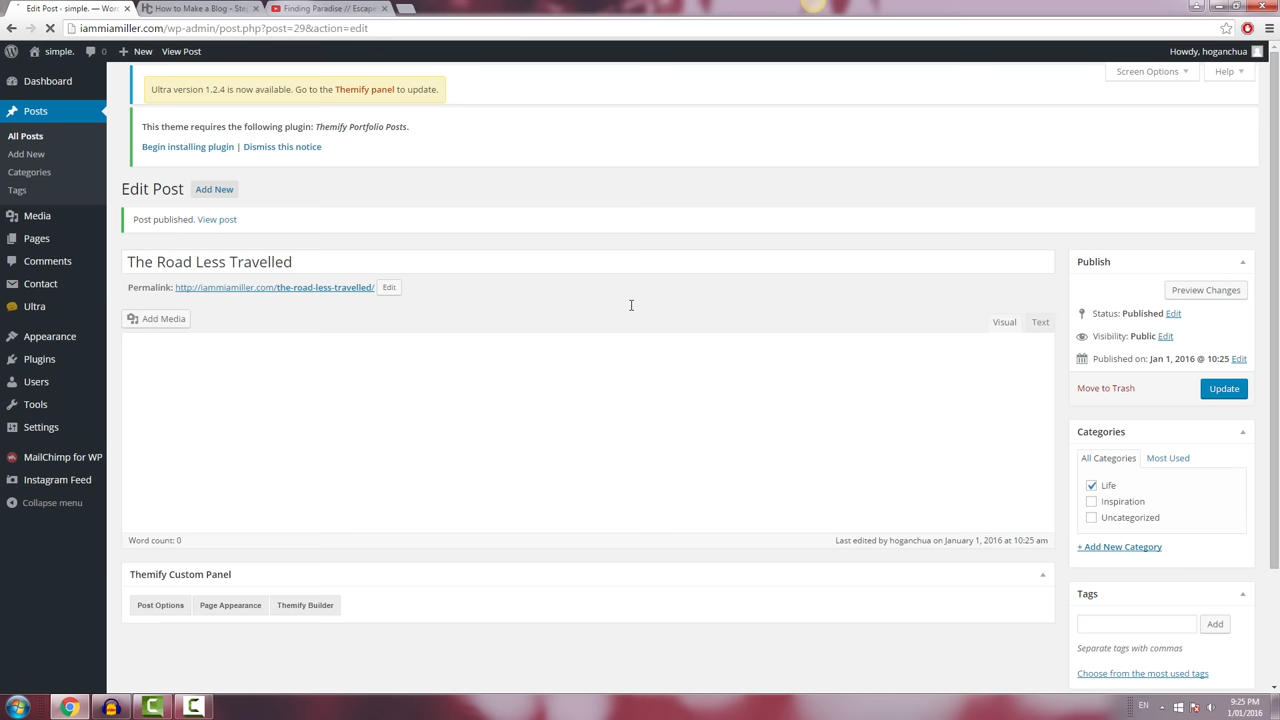 Edit Post - simple. —
How to Make a Blog - Ste
Finding Paradise // Escape
iammiamiller.com/wp-admin/post.php?post=29&action=edit
simple.
0
New
View Post
Howdy, hoganchua
Dashboard
Posts
All Posts
Add New
Categories
Tags
Media
Pages
Comments
Contact
Ultra
Appearance
Plugins
Users
Tools
Settings
MailChimp for WP
Instagram Feed
Collapse menu
Screen Options
Help
Ultra version 1.2.4 is now available. Go to the Themify panel to update.
This theme requires the following plugin: Themify Portfolio Posts.
Begin installing plugin | Dismiss this notice
Edit Post
Add New
Post published. View post
The Road Less Travelled
Permalink: http://iammiamiller.com/the-road-less-travelled/ Edit
Add Media
Visual
Text
Word count: 0
Last edited by hoganchua on January 1, 2016 at 10:25 am
Themify Custom Panel
Post Options
Page Appearance
Themify Builder
Publish
Preview Changes
Status: Published Edit
Visibility: Public Edit
Published on: Jan 1, 2016 @ 10:25 Edit
Move to Trash
Update
Categories
All Categories
Most Used
Life
Inspiration
Uncategorized
+ Add New Category
Tags
Add
Separate tags with commas
Choose from the most used tags
EN
9:25 PM
1/01/2016